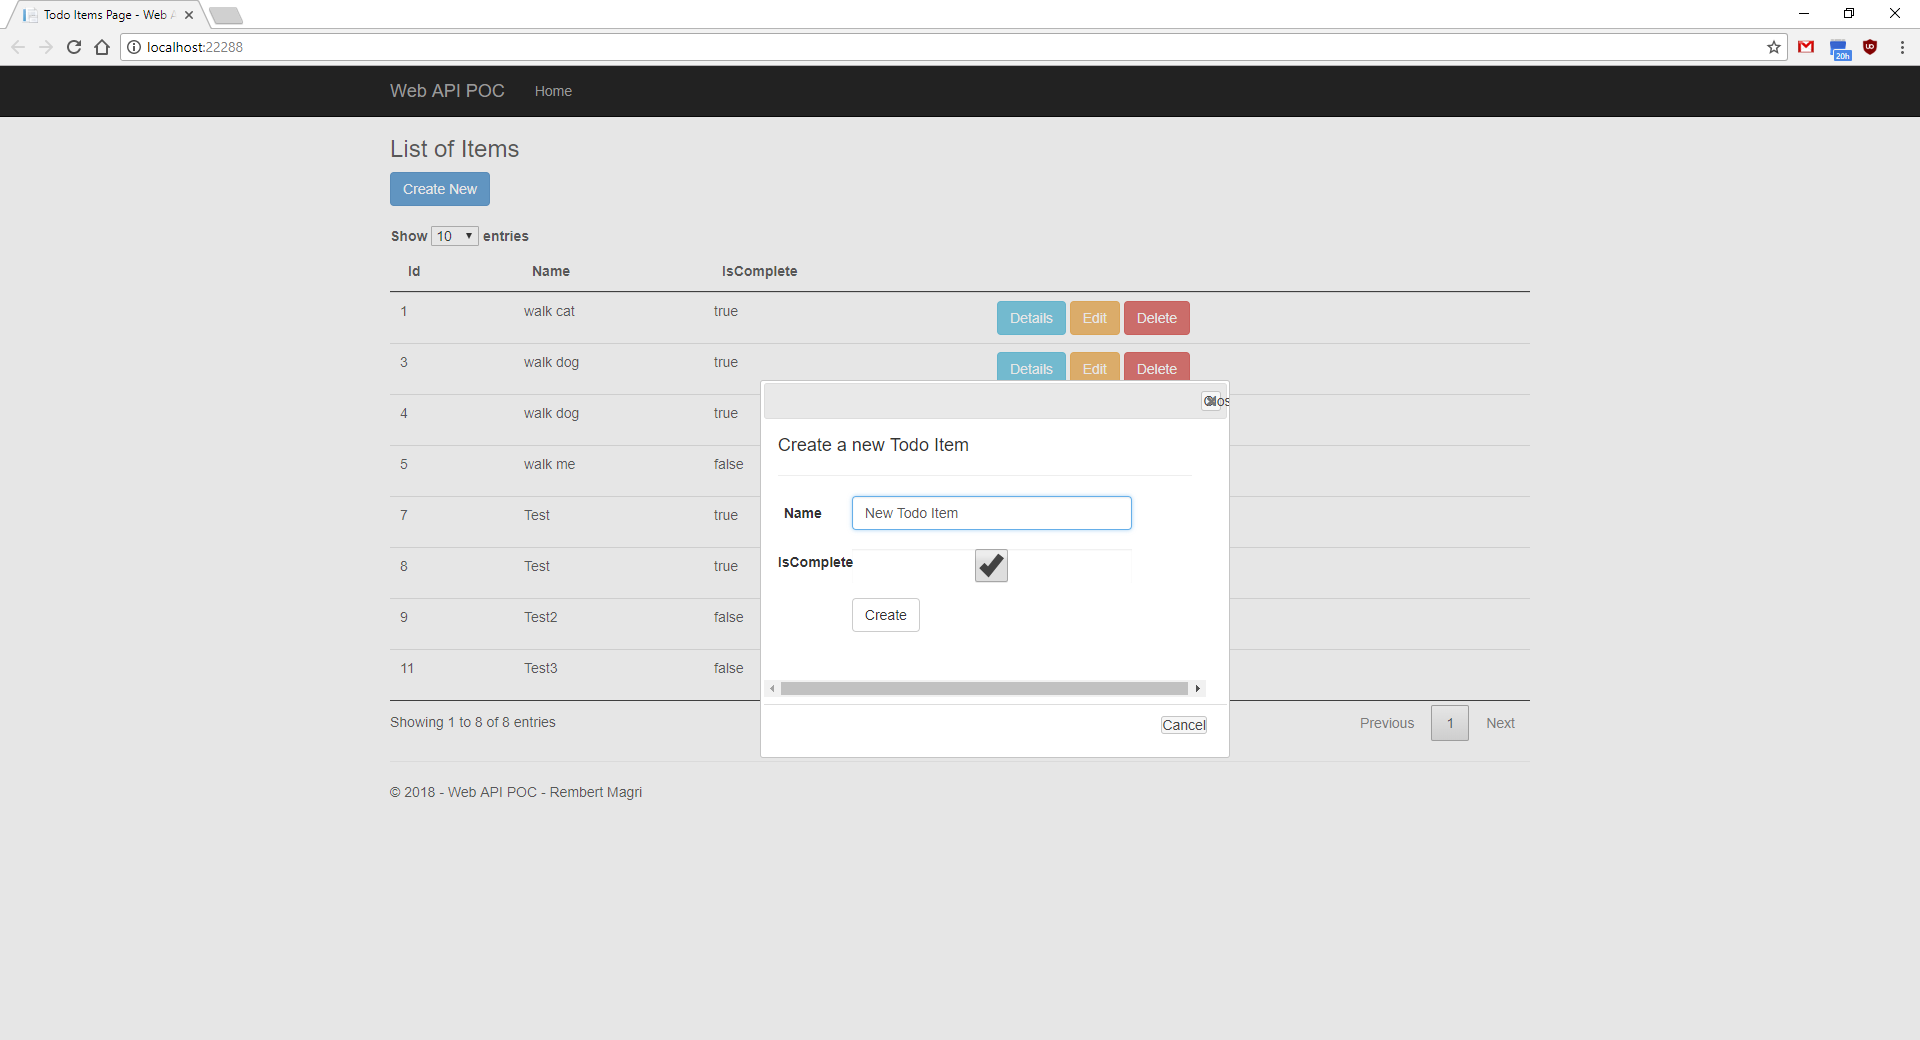 Todo Items Page - Web A
localhost:22288
20h
Web API POC Home
List of Items
Create New
Show 10 entries
Id Name IsComplete
1 walk cat true Details Edit Delete
3 walk dog true Details Edit Delete
4 walk dog true
5 walk me false
7 Test true
8 Test true
9 Test2 false
11 Test3 false
Showing 1 to 8 of 8 entries
Previous 1 Next
© 2018 - Web API POC - Rembert Magri
Clos
Create a new Todo Item
Name New Todo Item
IsComplete
Create
Cancel